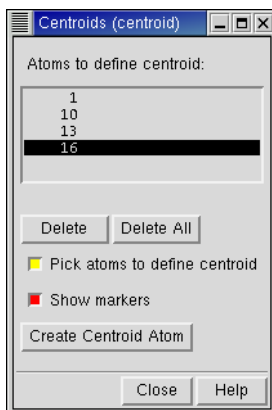 Centroids (centroid)
Atoms to define centroid:
1
10
13
16
Delete Delete All
Pick atoms to define centroid
Show markers
Create Centroid Atom
Close Help